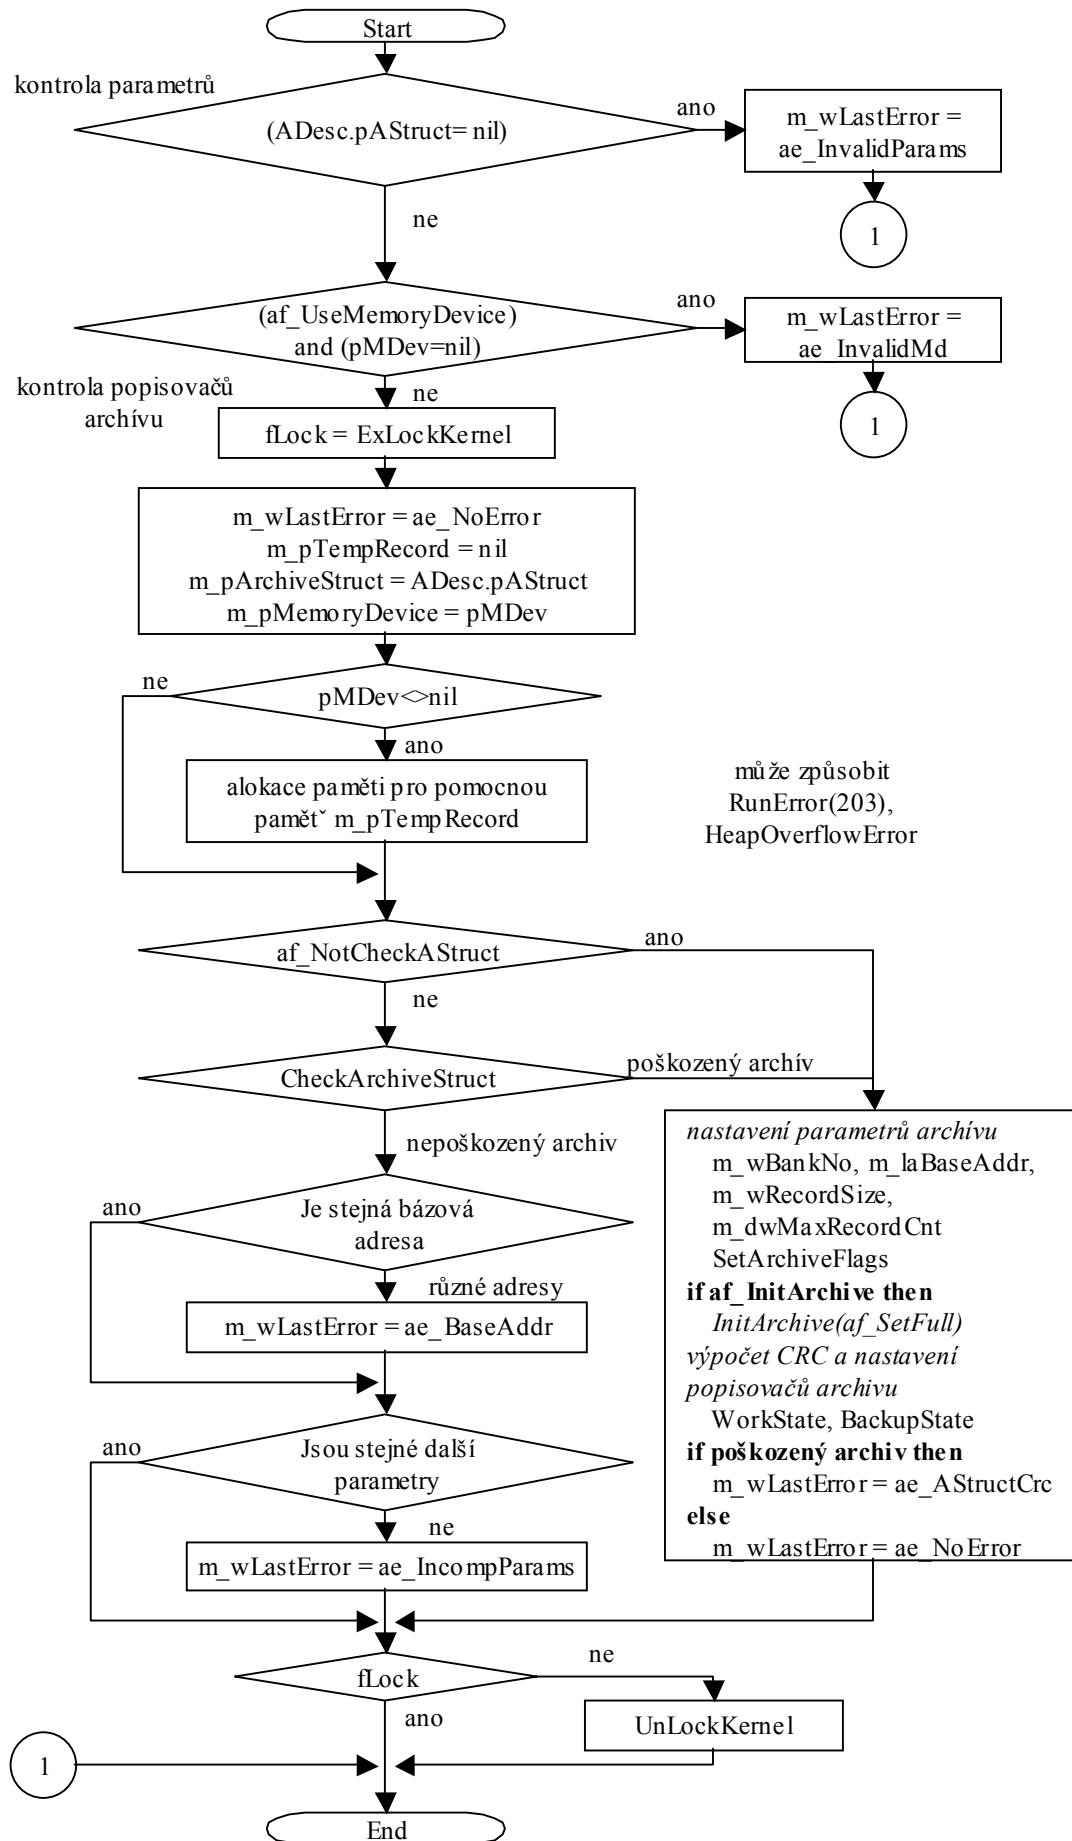 Start
kontrola parametrů
(ADesc.pAStruct= nil)
ano
m_wLastError =
ae_InvalidParams
1
ne
(af_UseMemoryDevice)
and (pMDev=nil)
ano
m_wLastError =
ae_InvalidMd
1
kontrola popisovačů
archívu
ne
fLock = ExLockKernel
m_wLastError = ae_NoError
m_pTempRecord = nil
m_pArchiveStruct = ADesc.pAStruct
m_pMemoryDevice = pMDev
ne
pMDev<>nil
ano
alokace paměti pro pomocnou
paměť m_pTempRecord
může způsobit
RunError(203),
HeapOverflowError
af_NotCheckAStruct
ano
ne
CheckArchiveStruct
poškozený archív
nepoškozený archiv
ano
Je stejná bázová
adresa
různé adresy
m_wLastError = ae_BaseAddr
ano
Jsou stejné další
parametry
ne
m_wLastError = ae_IncompParams
nastavení parametrů archívu
m_wBankNo, m_laBaseAddr,
m_wRecordSize,
m_dwMaxRecordCnt
SetArchiveFlags
if af_InitArchive then
InitArchive(af_SetFull)
výpočet CRC a nastavení
popisovačů archivu
WorkState, BackupState
if poškozený archiv then
m_wLastError = ae_AStructCrc
else
m_wLastError = ae_NoError
fLock
ne
UnLockKernel
ano
1
End